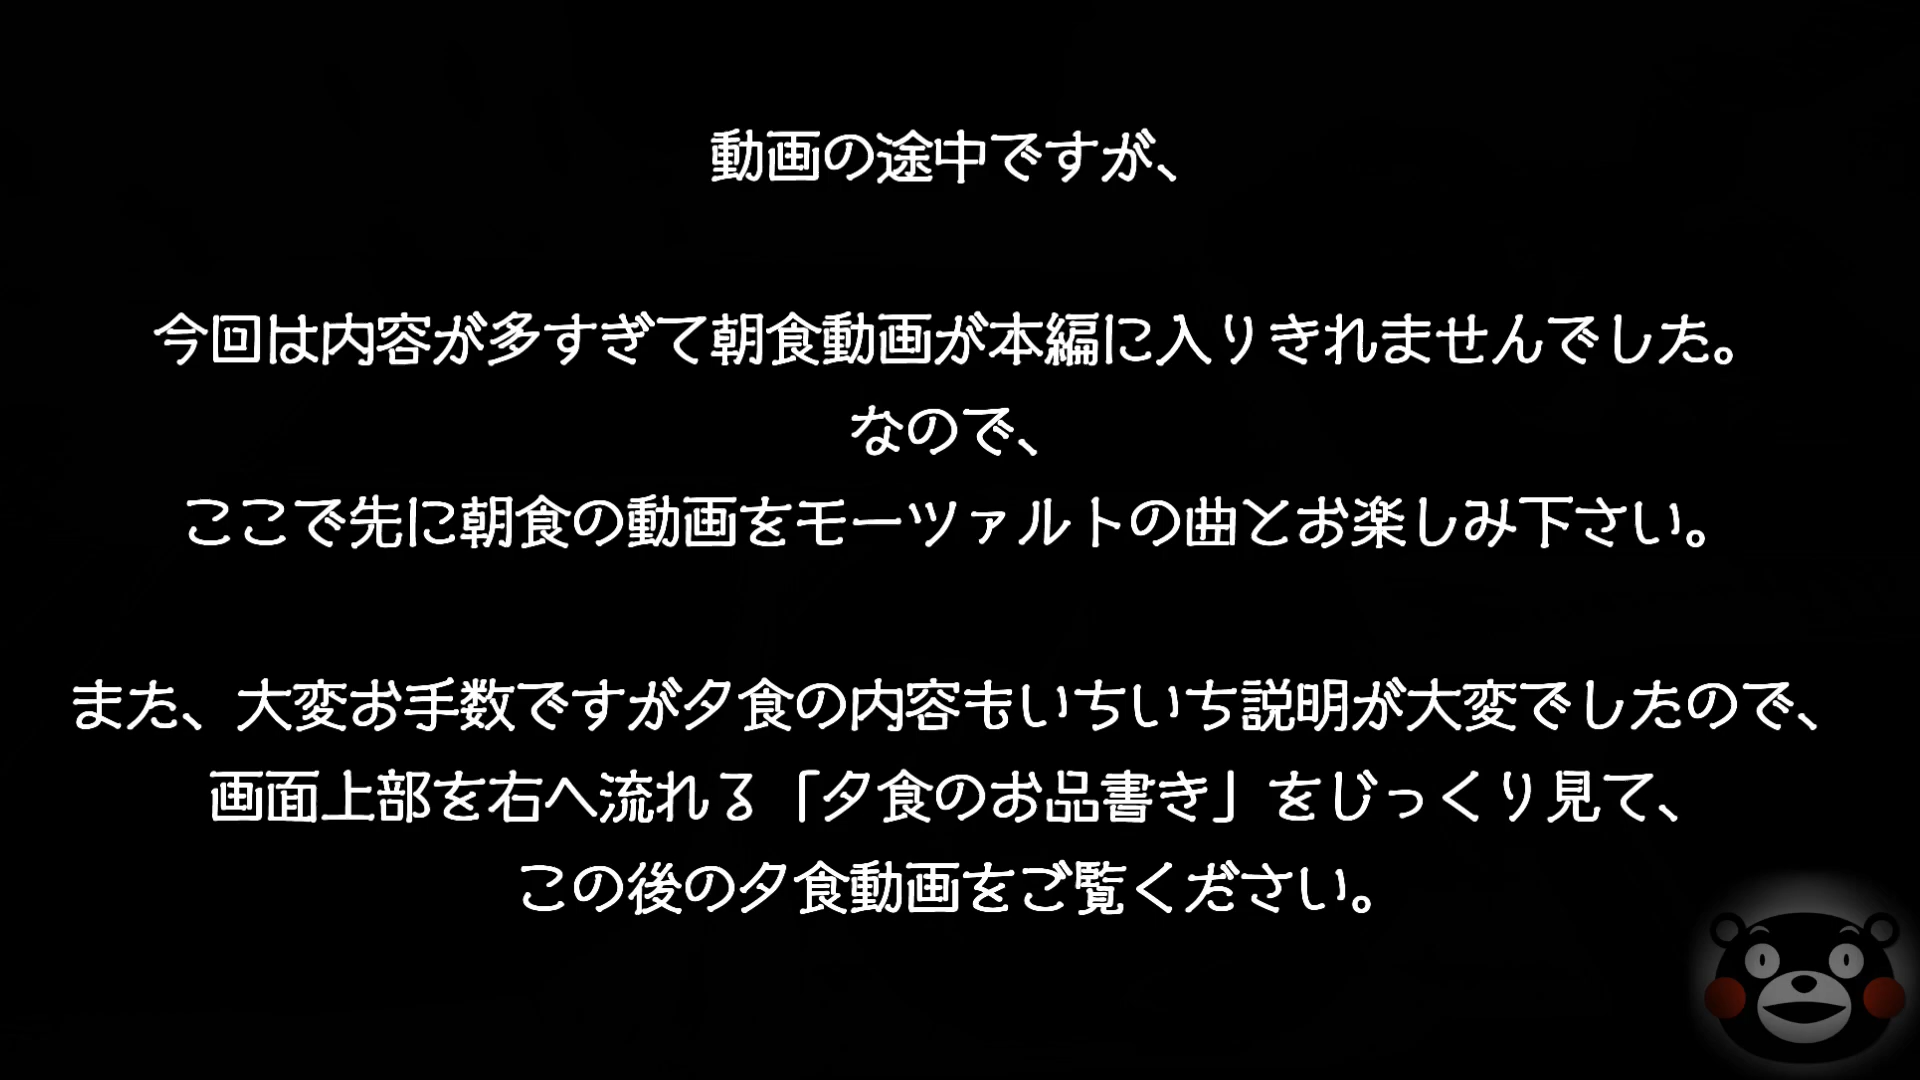 動画の途中ですが、
今回は内容が多すぎて朝食動画が本編に入りきれませんでした。
なので、
ここで先に朝食の動画をモーツァルトの曲とお楽しみ下さい。
また、大変お手数ですが夕食の内容もいちいち説明が大変でしたので、
画面上部を右へ流れる「夕食のお品書き」をじっくり見て、
この後の夕食動画をご覧ください。